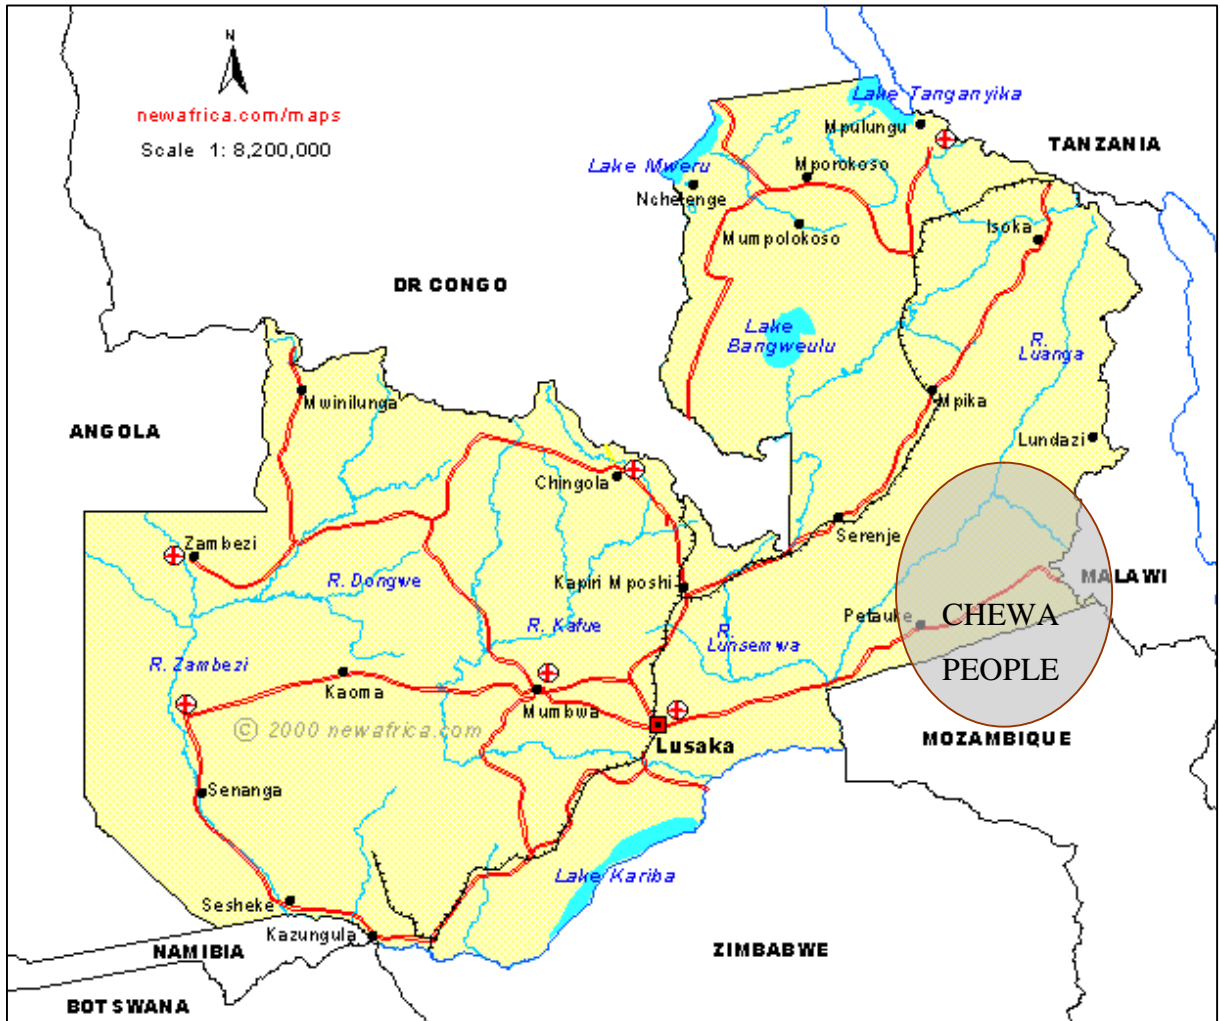 N
newafrica.com/maps
Scale 1: 8,200,000
Lake Tanganyika
Mpulungu
TANZANIA
Lake Mweru
Mporokoso
Nchelenge
Mumpolokoso
Isoka
DR CONGO
Lake
Bangweulu
R.
Luanga
Mwinilunga
Mpika
ANGOLA
Lundazi
Chingola
Serenje
Zambezi
R. Dongwe
Kapiri Mposhi
MALAWI
R. Kafue
R.
Lunsemwa
Petauke
CHEWA
PEOPLE
R. Zambezi
Kaoma
Mumbwa
© 2000 newafrica.com
Lusaka
MOZAMBIQUE
Senanga
Lake Kariba
Sesheke
Kazungula
NAMIBIA
ZIMBABWE
BOTSWANA